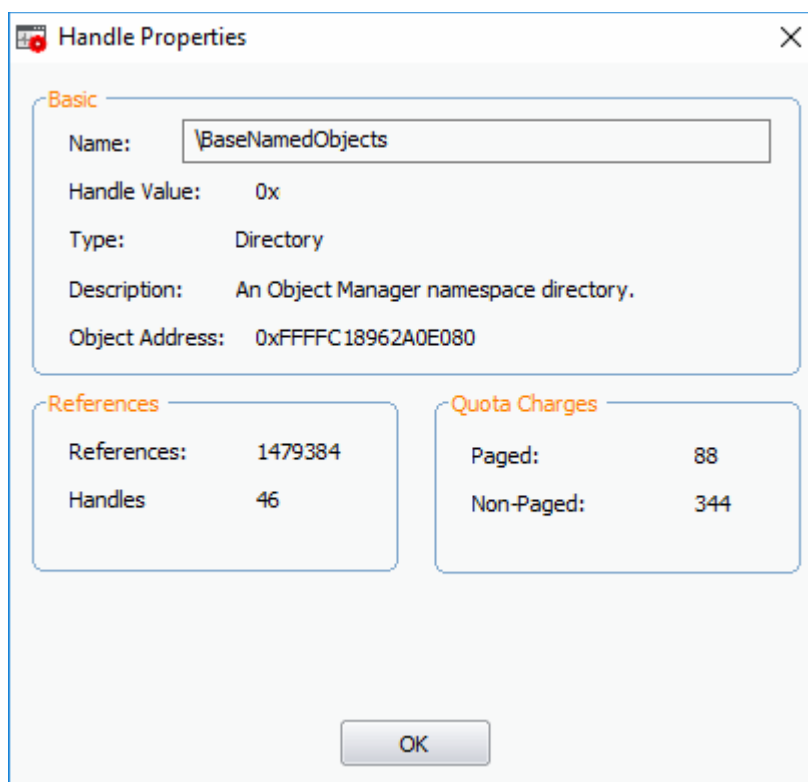 Handle Properties
Basic
Name: \BaseNamedObjects
Handle Value: 0x
Type: Directory
Description: An Object Manager namespace directory.
Object Address: 0xFFFFC18962A0E080
References
References: 1479384
Handles 46
Quota Charges
Paged: 88
Non-Paged: 344
OK